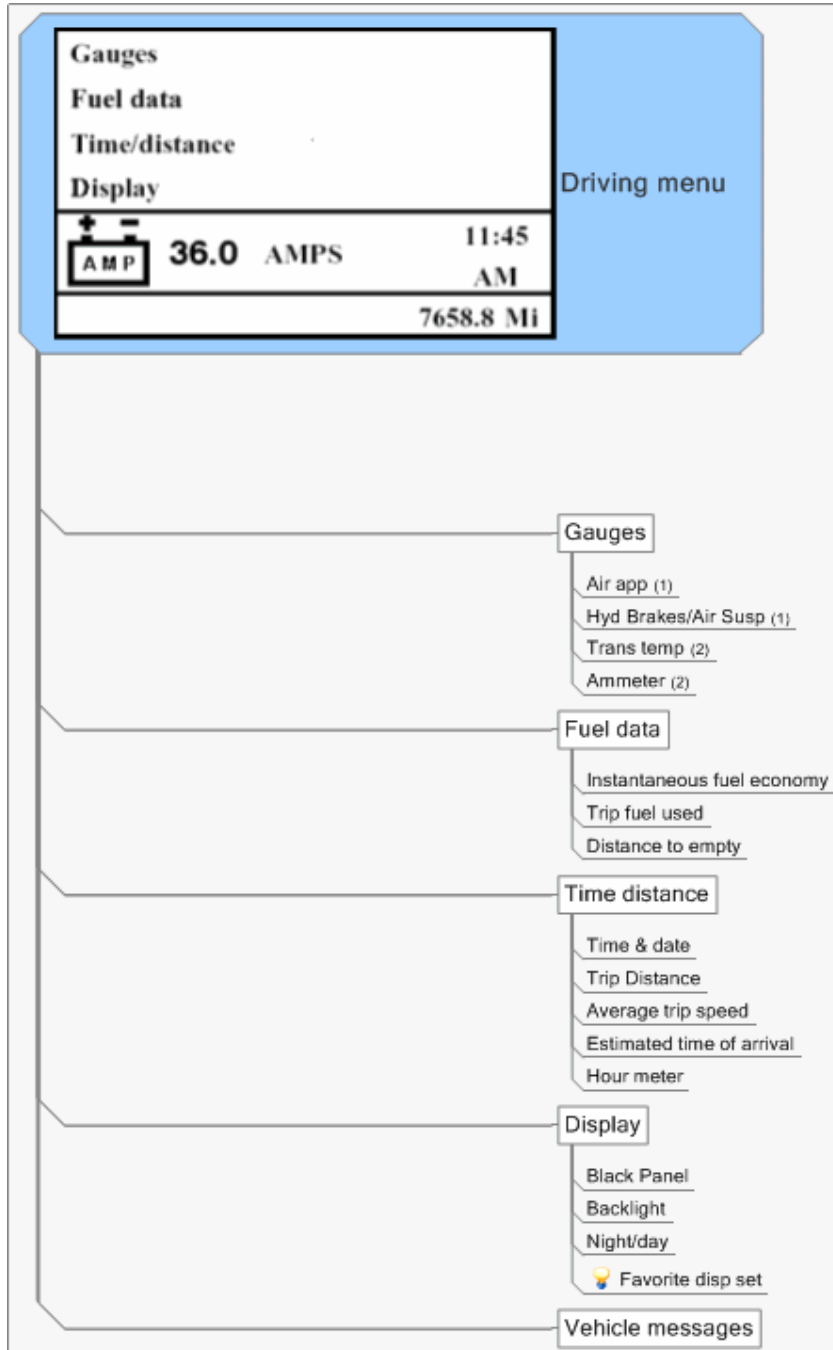 Gauges
Fuel data
Time/distance
Display
Driving menu
+ -
AMP 36.0 AMPS 11:45
AM
7658.8 Mi
Gauges
Air app (1)
Hyd Brakes/Air Susp (1)
Trans temp (2)
Ammeter (2)
Fuel data
Instantaneous fuel economy
Trip fuel used
Distance to empty
Time distance
Time & date
Trip Distance
Average trip speed
Estimated time of arrival
Hour meter
Display
Black Panel
Backlight
Night/day
Favorite disp set
Vehicle messages